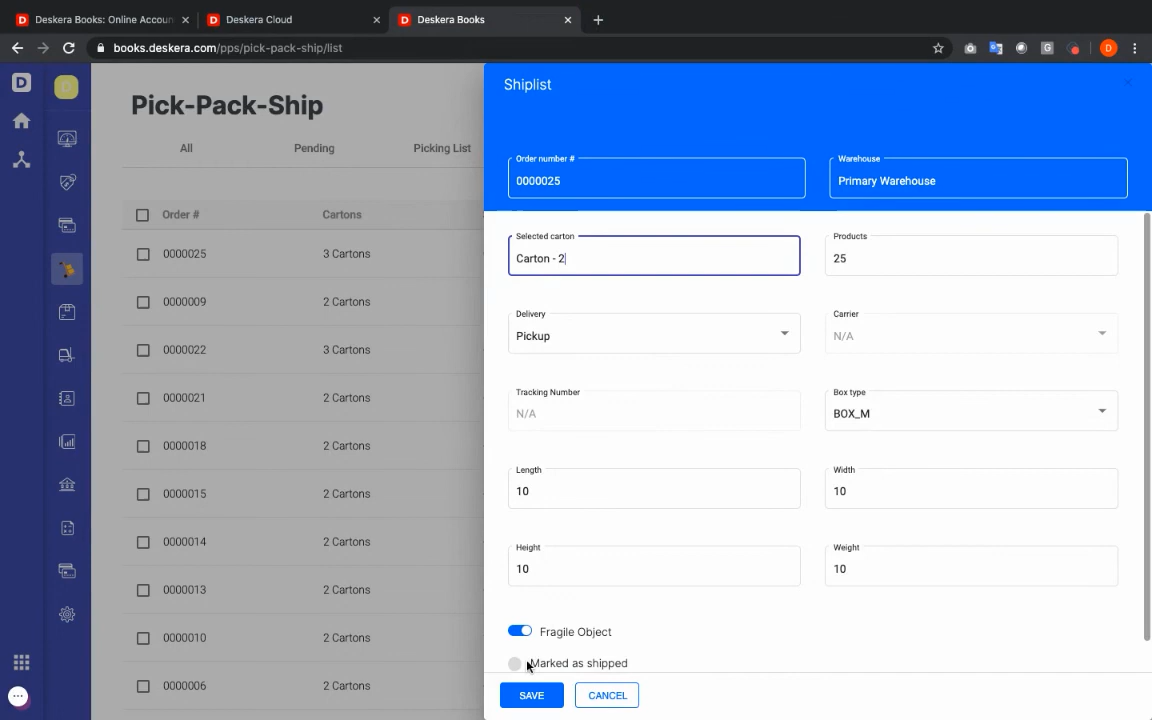 Deskera Books: Online Accoun
Deskera Cloud
Deskera Books
books.deskera.com/pps/pick-pack-ship/list
G
D
D
D
Pick-Pack-Ship
All
Pending
Picking List
Order #
Cartons
0000025
3 Cartons
0000009
2 Cartons
0000022
3 Cartons
0000021
2 Cartons
0000018
2 Cartons
0000015
2 Cartons
0000014
2 Cartons
0000013
2 Cartons
0000010
2 Cartons
0000006
2 Cartons
Shiplist
Order number #
0000025
Warehouse
Primary Warehouse
Selected carton
Carton - 2
Products
25
Delivery
Pickup
Carrier
N/A
Tracking Number
N/A
Box type
BOX_M
Length
10
Width
10
Height
10
Weight
10
Fragile Object
Marked as shipped
SAVE
CANCEL